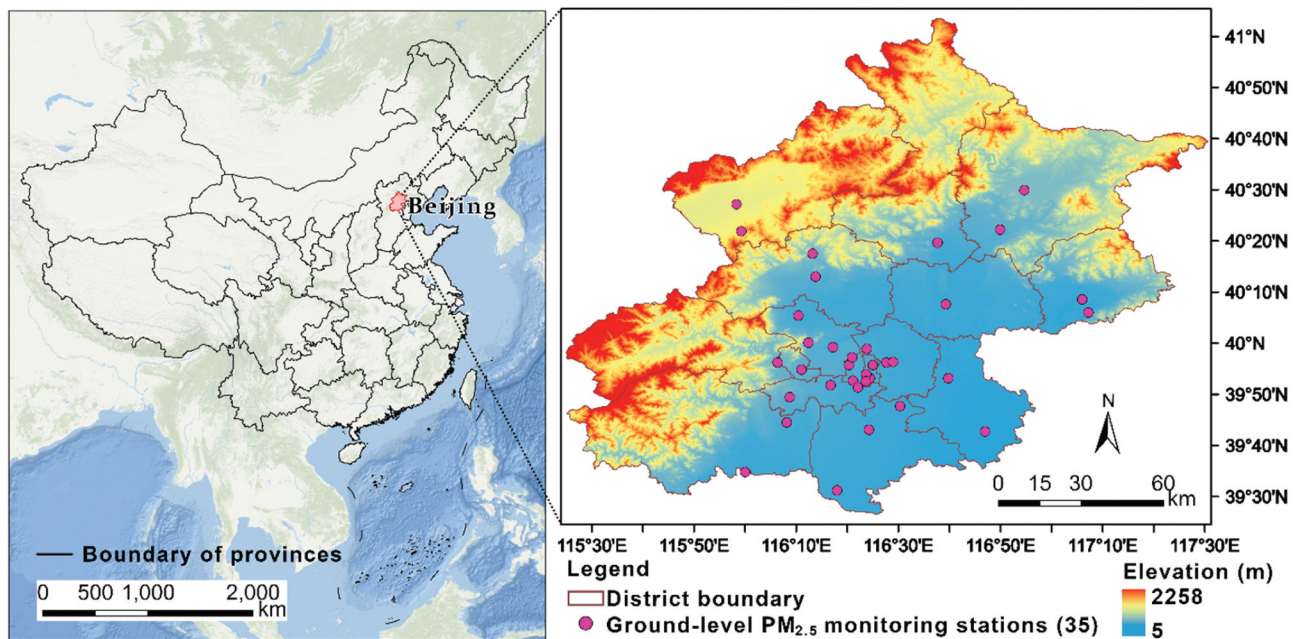 Beijing
Boundary of provinces
0 500 1,000 2,000
km
41°N
40°50'N
40°40'N
40°30'N
40°20'N
40°10'N
40°N
39°50'N
39°40'N
39°30'N
N
0 15 30 60
km
115°30'E 115°50'E 116°10'E 116°30'E 116°50'E 117°10'E 117°30'E
Legend
District boundary
Ground-level PM2.5 monitoring stations (35)
Elevation (m)
2258
5